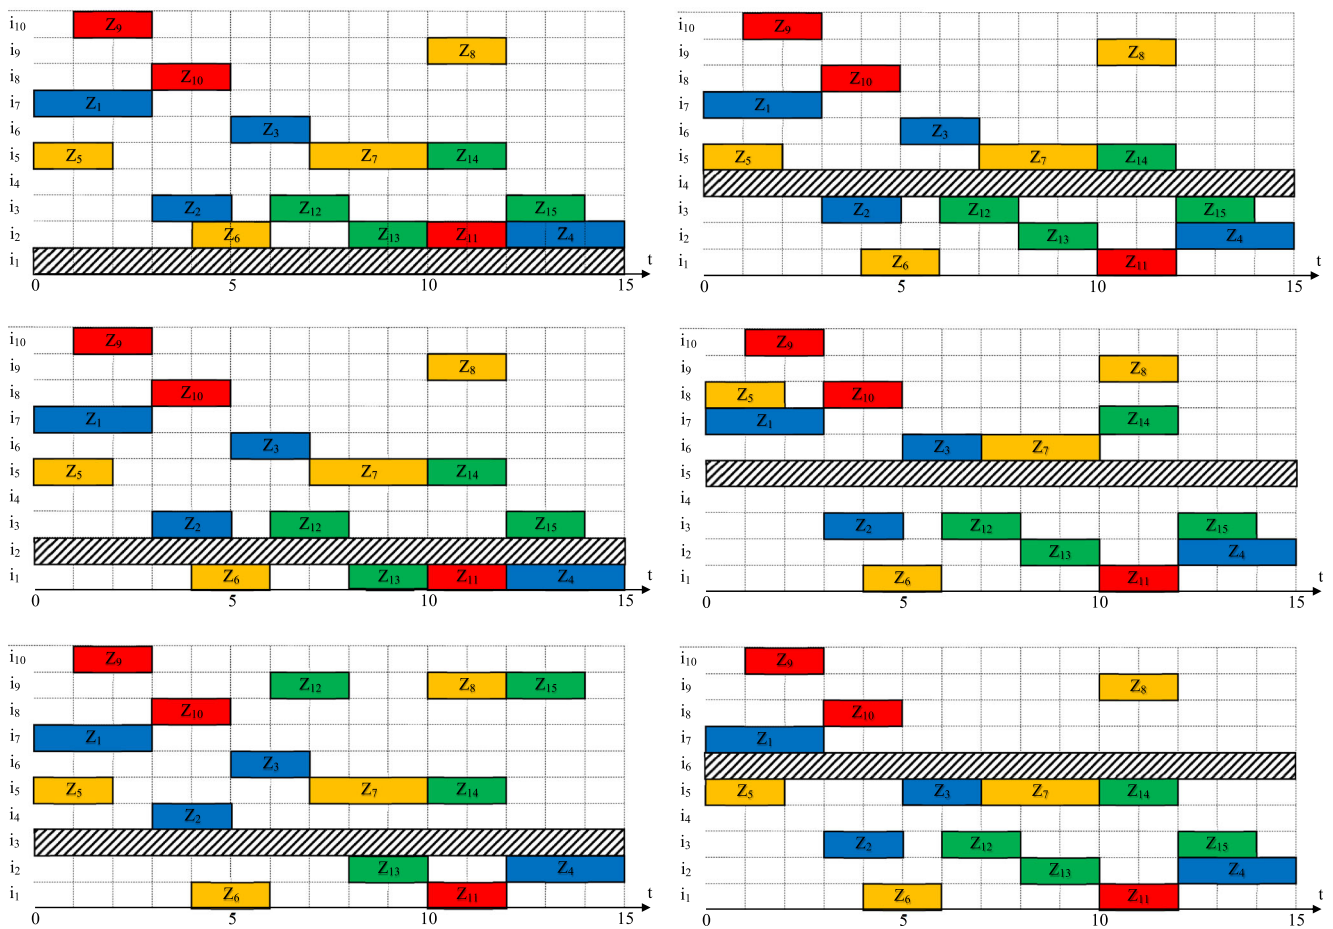 i₁₀ Z₉
i₉ Z₈
i₈ Z₁₀
i₇ Z₁
i₆ Z₃
i₅ Z₅ Z₇ Z₁₄
i₄
i₃ Z₂ Z₁₂ Z₁₅
i₂ Z₆ Z₁₃ Z₁₁ Z₄
i₁ t
0 5 10 15
i₁₀ Z₉
i₉ Z₈
i₈ Z₁₀
i₇ Z₁
i₆ Z₃
i₅ Z₅ Z₇ Z₁₄
i₄
i₃ Z₂ Z₁₂ Z₁₅
i₂ Z₁₃ Z₄
i₁ Z₆ Z₁₁ t
0 5 10 15
i₁₀ Z₉
i₉ Z₈
i₈ Z₁₀
i₇ Z₁
i₆ Z₃
i₅ Z₅ Z₇ Z₁₄
i₄
i₃ Z₂ Z₁₂ Z₁₅
i₂
i₁ Z₆ Z₁₃ Z₁₁ Z₄ t
0 5 10 15
i₁₀ Z₉
i₉ Z₈
i₈ Z₅ Z₁₀
i₇ Z₁ Z₁₄
i₆ Z₃ Z₇
i₅
i₄
i₃ Z₂ Z₁₂ Z₁₅
i₂ Z₁₃ Z₄
i₁ Z₆ Z₁₁ t
0 5 10 15
i₁₀ Z₉
i₉ Z₁₂ Z₈ Z₁₅
i₈ Z₁₀
i₇ Z₁
i₆ Z₃
i₅ Z₅ Z₇ Z₁₄
i₄ Z₂
i₃
i₂ Z₁₃ Z₄
i₁ Z₆ Z₁₁ t
0 5 10 15
i₁₀ Z₉
i₉ Z₈
i₈ Z₁₀
i₇ Z₁
i₆
i₅ Z₅ Z₃ Z₇ Z₁₄
i₄
i₃ Z₂ Z₁₂ Z₁₅
i₂ Z₁₃ Z₄
i₁ Z₆ Z₁₁ t
0 5 10 15